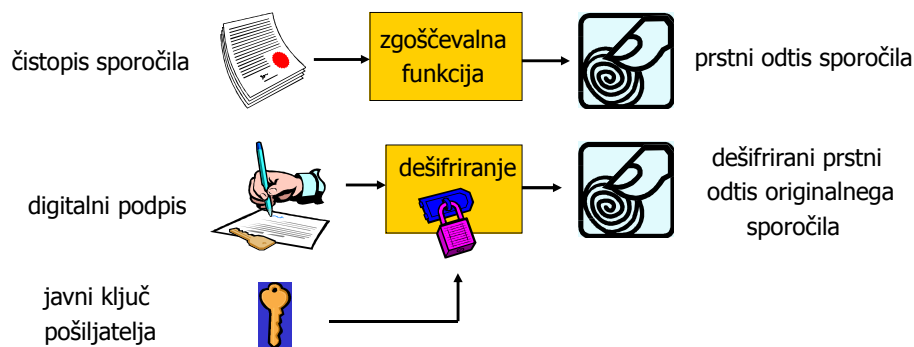 čistopis sporočila
zgoščevalna
funkcija
prstni odtis sporočila
digitalni podpis
dešifriranje
dešifrirani prstni
odtis originalnega
sporočila
javni ključ
pošiljatelja